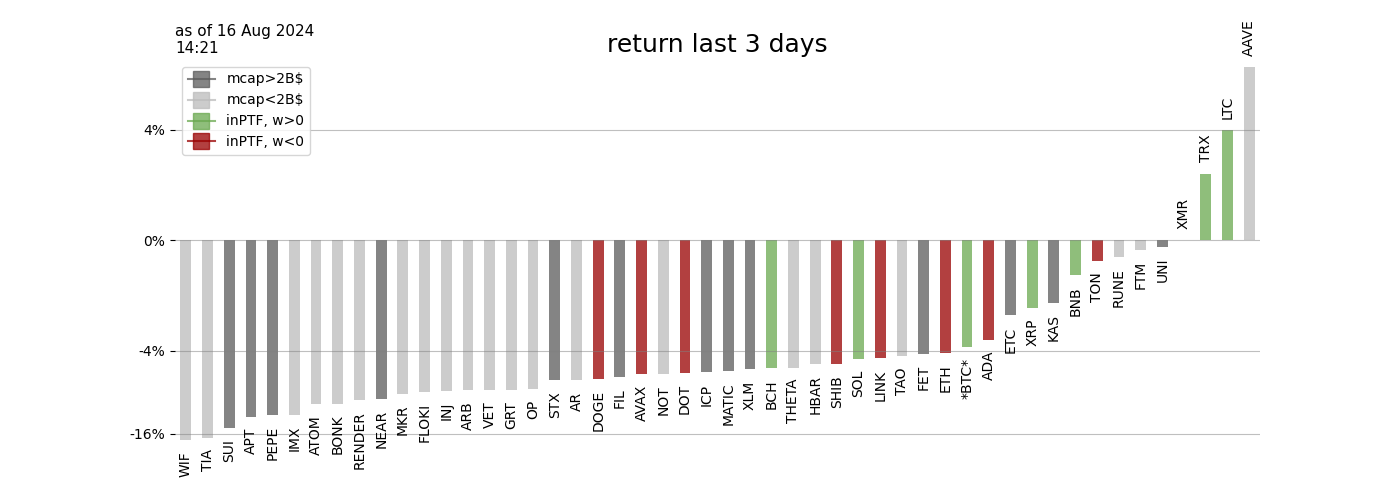 as of 16 Aug 2024
14:21
return last 3 days
mcap>2B$
mcap<2B$
inPTF, w>0
inPTF, w<0
4%
0%
-4%
-16%
WIF
TIA
SUI
APT
PEPE
IMX
ATOM
BONK
RENDER
NEAR
MKR
FLOKI
INJ
ARB
VET
GRT
OP
STX
AR
DOGE
FIL
AVAX
NOT
DOT
ICP
MATIC
XLM
BCH
THETA
HBAR
SHIB
SOL
LINK
TAO
FET
ETH
*BTC*
ADA
ETC
XRP
KAS
BNB
TON
RUNE
FTM
UNI
XMR
TRX
LTC
AAVE